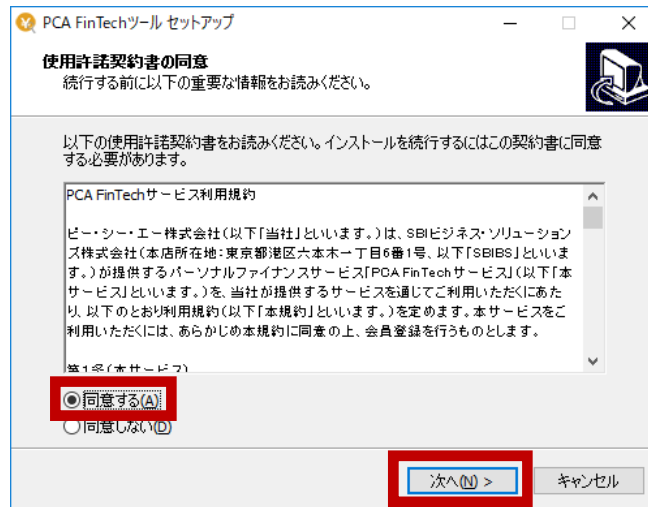 PCA FinTechツール セットアップ
使用許諾契約書の同意
続行する前に以下の重要な情報をお読みください。
以下の使用許諾契約書をお読みください。インストールを続行するにはこの契約書に同意
する必要があります。
PCA FinTechサービス利用規約
ピー・シー・エー株式会社(以下「当社」といいます。)は、SBIビジネス・ソリューション
ズ株式会社(本店所在地:東京都港区六本木一丁目6番1号、以下「SBIBS」といいま
す。)が提供するパーソナルファイナンスサービス「PCA FinTechサービス」(以下「本
サービス」といいます。)を、当社が提供するサービスを通じてご利用いただくにあた
り、以下のとおり利用規約(以下「本規約」といいます。)を定めます。本サービスをご
利用いただくには、あらかじめ本規約に同意の上、会員登録を行うものとします。
第1条(本サービス)
同意する(A)
同意しない(D)
次へ(N) >
キャンセル